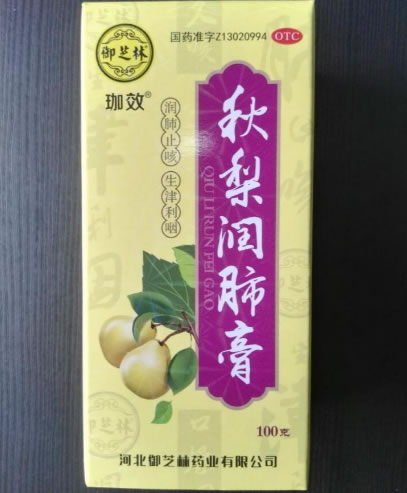 国药准字Z13020994 OTC
御芝林
珈效®
润肺止咳 生津利咽
秋梨润肺膏
QIU LI RUN FEI GAO
100克
河北御芝林药业有限公司